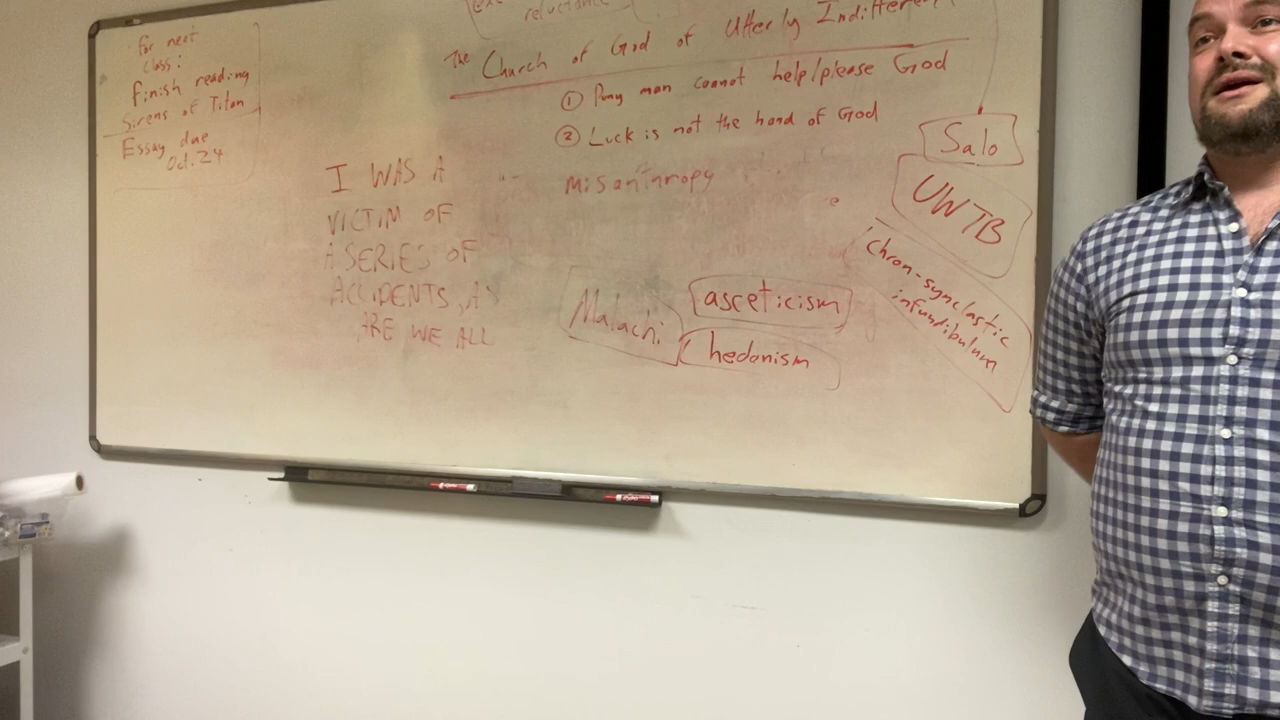 for next
class:
finish reading
Sirens of Titan
Essay due
Oct. 24
reluctance
The Church of God of Utterly Indifferent
① Puny man cannot help/please God
② Luck is not the hand of God
misanthropy
I WAS A
VICTIM OF
A SERIES OF
ACCIDENTS, AS
ARE WE ALL
Malachi
asceticism
hedonism
Salo
UWTB
Chron-synclastic
infundibulum